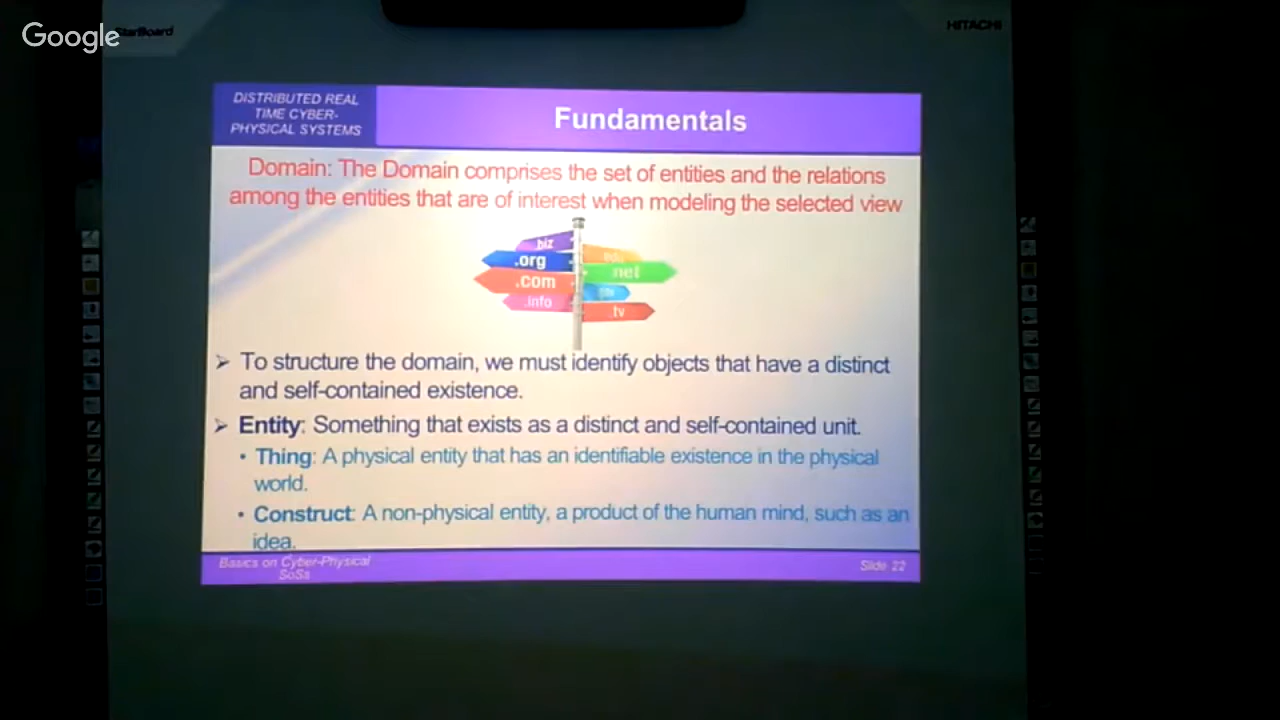 Google
StarBoard
HITACHI
DISTRIBUTED REAL
TIME CYBER-
PHYSICAL SYSTEMS
Fundamentals
Domain: The Domain comprises the set of entities and the relations
among the entities that are of interest when modeling the selected view
.biz
.org
edu
.net
.com
.info
.tv
➢ To structure the domain, we must identify objects that have a distinct
and self-contained existence.
➢ Entity: Something that exists as a distinct and self-contained unit.
• Thing: A physical entity that has an identifiable existence in the physical
world.
• Construct: A non-physical entity, a product of the human mind, such as an
idea.
Basics on Cyber-Physical
SoSs
Slide 22